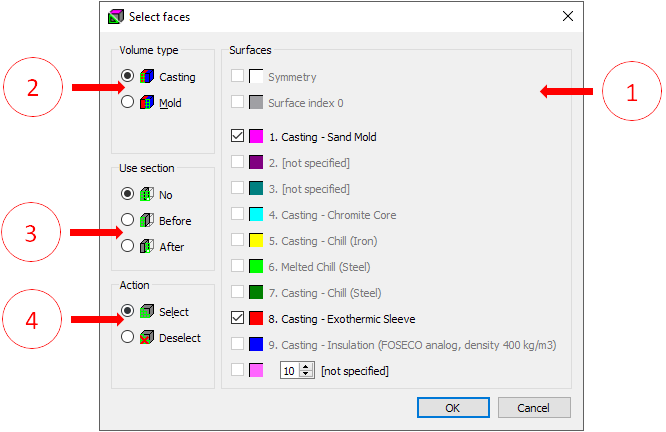 Select faces
Volume type
Casting
Mold
2
Use section
No
Before
After
3
Action
Select
Deselect
4
Surfaces
Symmetry
Surface index 0
1. Casting - Sand Mold
2. [not specified]
3. [not specified]
4. Casting - Chromite Core
5. Casting - Chill (Iron)
6. Melted Chill (Steel)
7. Casting - Chill (Steel)
8. Casting - Exothermic Sleeve
9. Casting - Insulation (FOSECO analog, density 400 kg/m3)
10 [not specified]
1
OK Cancel